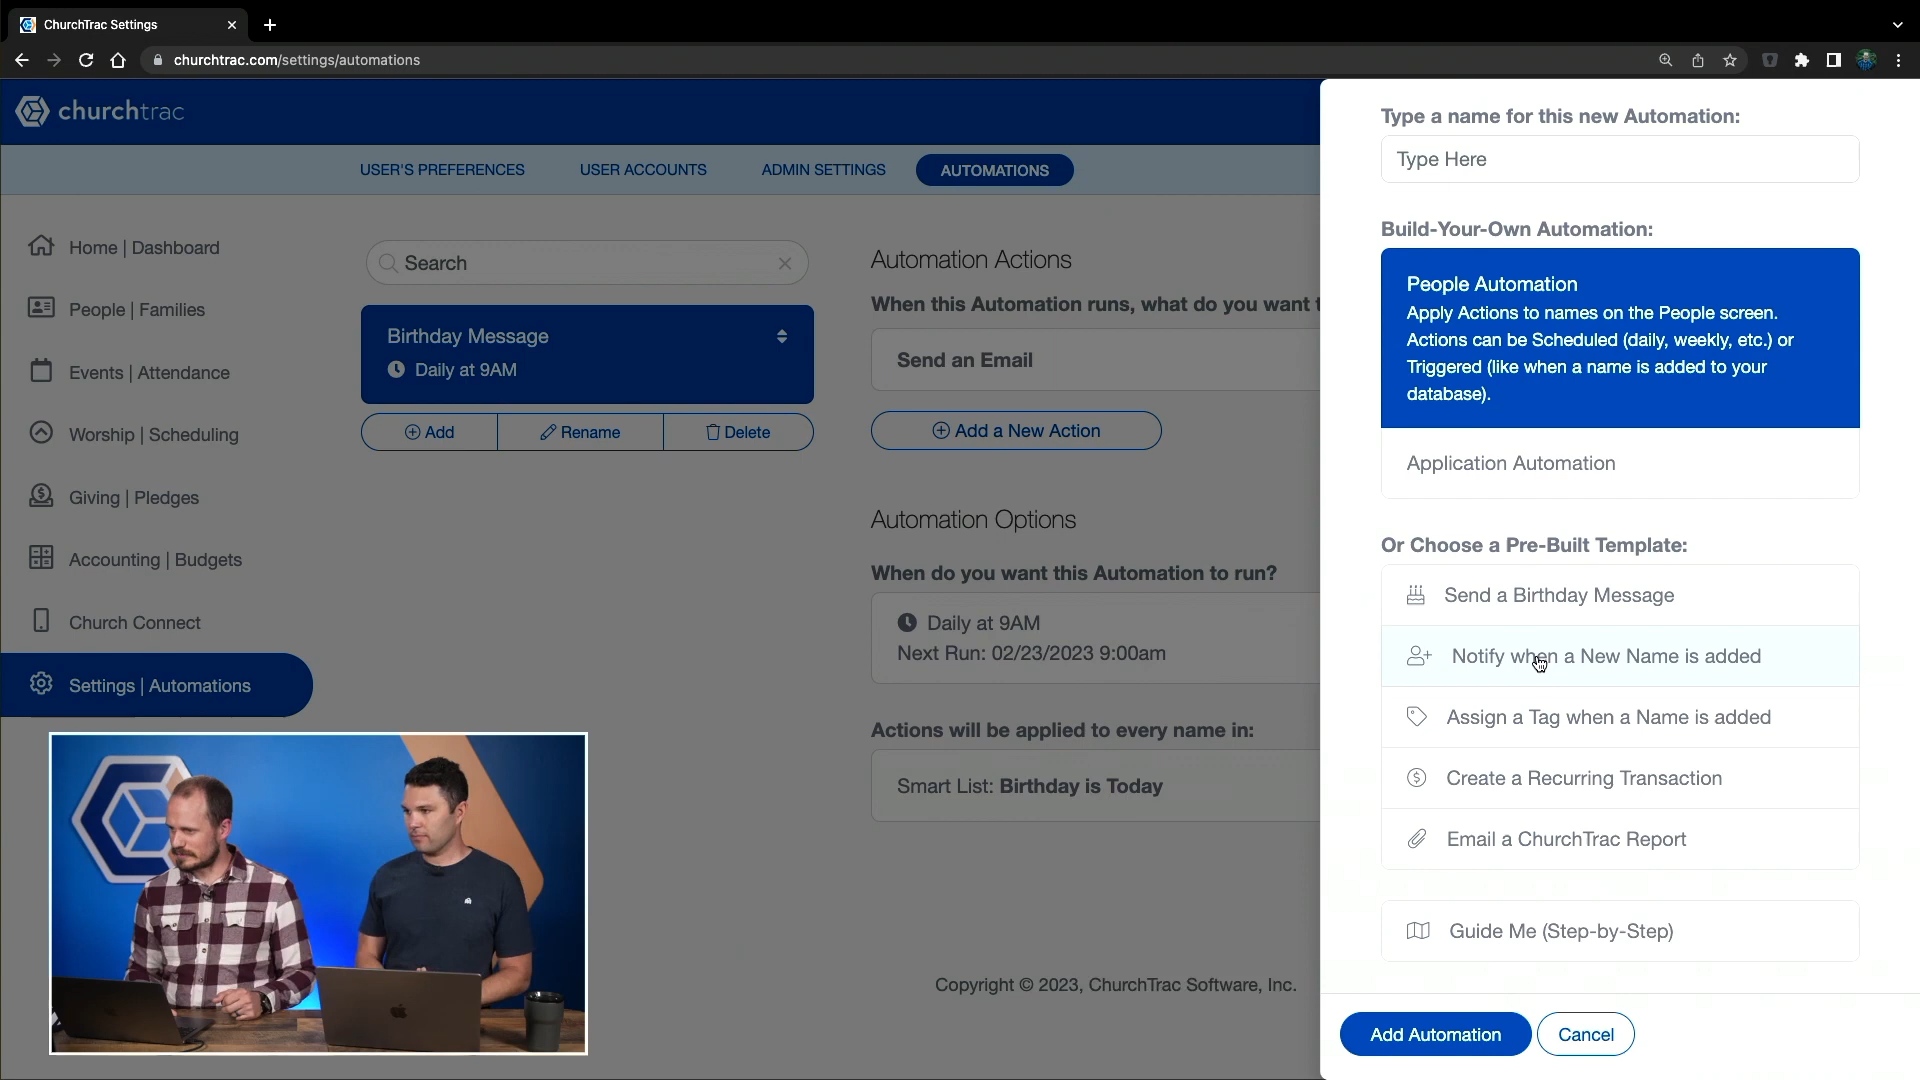 ChurchTrac Settings
churchtrac.com/settings/automations
churchtrac
USER'S PREFERENCES
USER ACCOUNTS
ADMIN SETTINGS
AUTOMATIONS
Home | Dashboard
People | Families
Events | Attendance
Worship | Scheduling
Giving | Pledges
Accounting | Budgets
Church Connect
Settings | Automations
Search
Birthday Message
Daily at 9AM
Add
Rename
Delete
Automation Actions
When this Automation runs, what do you want
Send an Email
Add a New Action
Automation Options
When do you want this Automation to run?
Daily at 9AM
Next Run: 02/23/2023 9:00am
Actions will be applied to every name in:
Smart List: Birthday is Today
Copyright © 2023, ChurchTrac Software, Inc.
Type a name for this new Automation:
Type Here
Build-Your-Own Automation:
People Automation
Apply Actions to names on the People screen.
Actions can be Scheduled (daily, weekly, etc.) or
Triggered (like when a name is added to your
database).
Application Automation
Or Choose a Pre-Built Template:
Send a Birthday Message
Notify when a New Name is added
Assign a Tag when a Name is added
Create a Recurring Transaction
Email a ChurchTrac Report
Guide Me (Step-by-Step)
Add Automation
Cancel